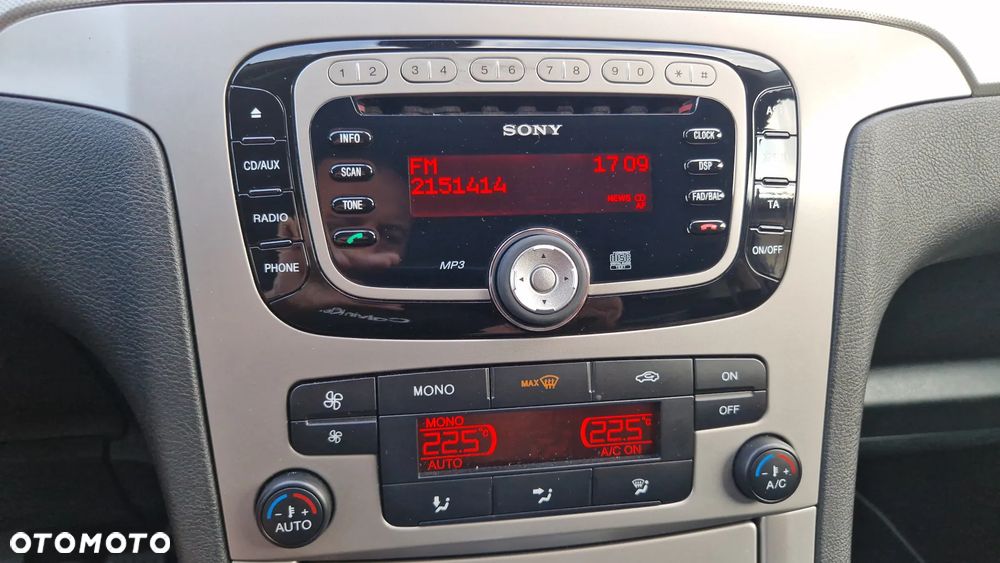 1 2 3 4 5 6 7 8 9 0 * #
SONY
INFO
SCAN
TONE
CD/AUX
RADIO
PHONE
FM 17 09
2151414
NEWS CD
AF
CLOCK
DSP
FAD/BAL
TA
ON/OFF
MP3
MONO
MAX
ON
OFF
MONO
22.5°C 22.5°C
AUTO A/C ON
AUTO
A/C
OTOMOTO